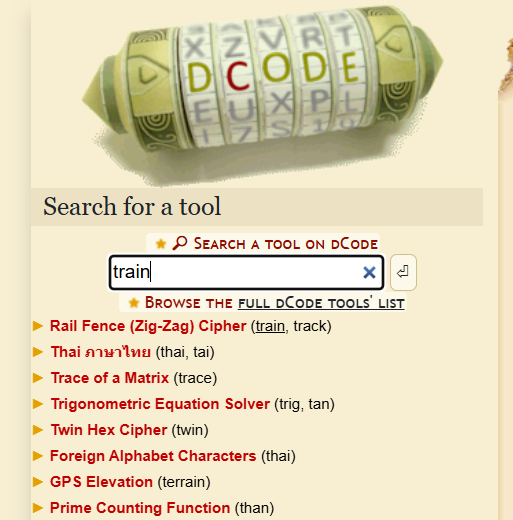 X Z V R T
D C O D E
E U X P L
Search for a tool
SEARCH A TOOL ON DCODE
train
BROWSE THE FULL DCODE TOOLS' LIST
Rail Fence (Zig-Zag) Cipher (train, track)
Thai ภาษาไทย (thai, tai)
Trace of a Matrix (trace)
Trigonometric Equation Solver (trig, tan)
Twin Hex Cipher (twin)
Foreign Alphabet Characters (thai)
GPS Elevation (terrain)
Prime Counting Function (than)